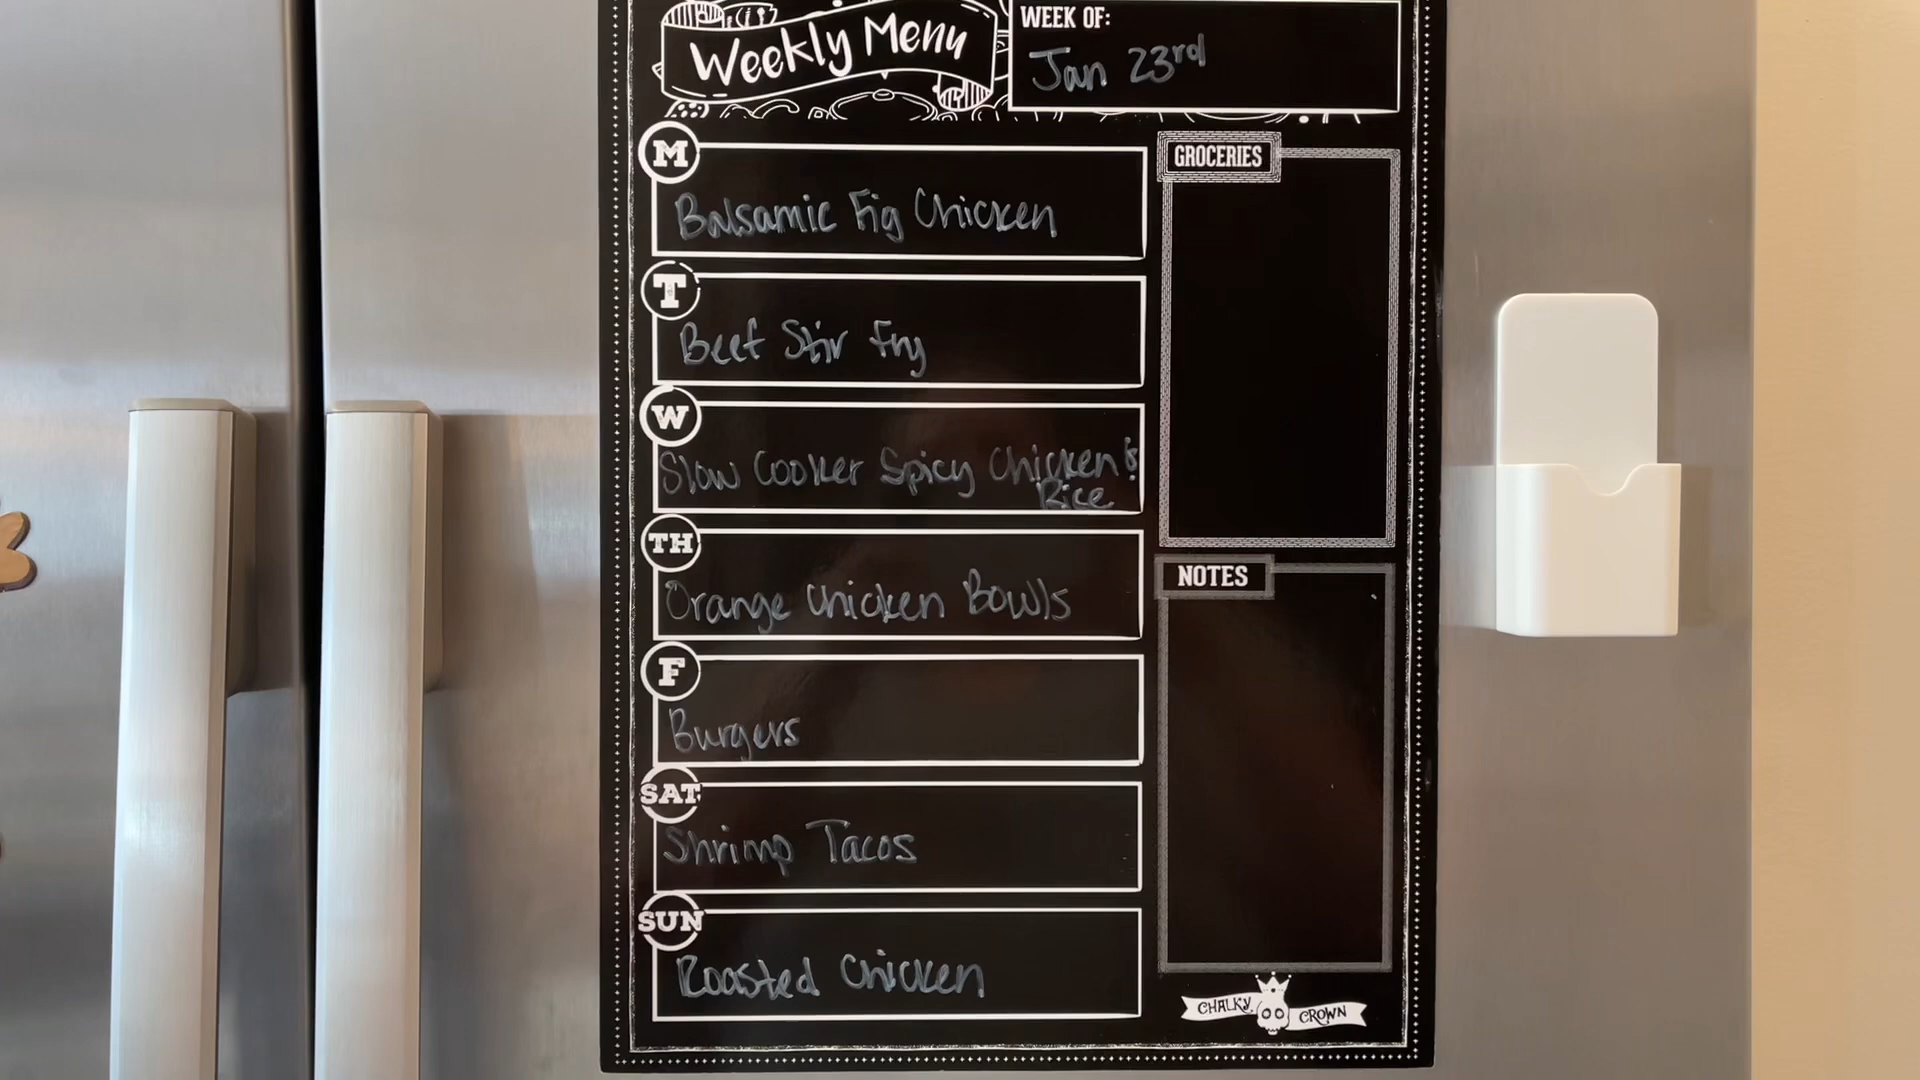 Weekly Menu
WEEK OF:
Jan 23rd
M
Balsamic Fig Chicken
T
Beef Stir Fry
W
Slow Cooker Spicy Chicken &
Rice
TH
Orange Chicken Bowls
F
Burgers
SAT
Shrimp Tacos
SUN
Roasted Chicken
GROCERIES
NOTES
CHALKY CROWN